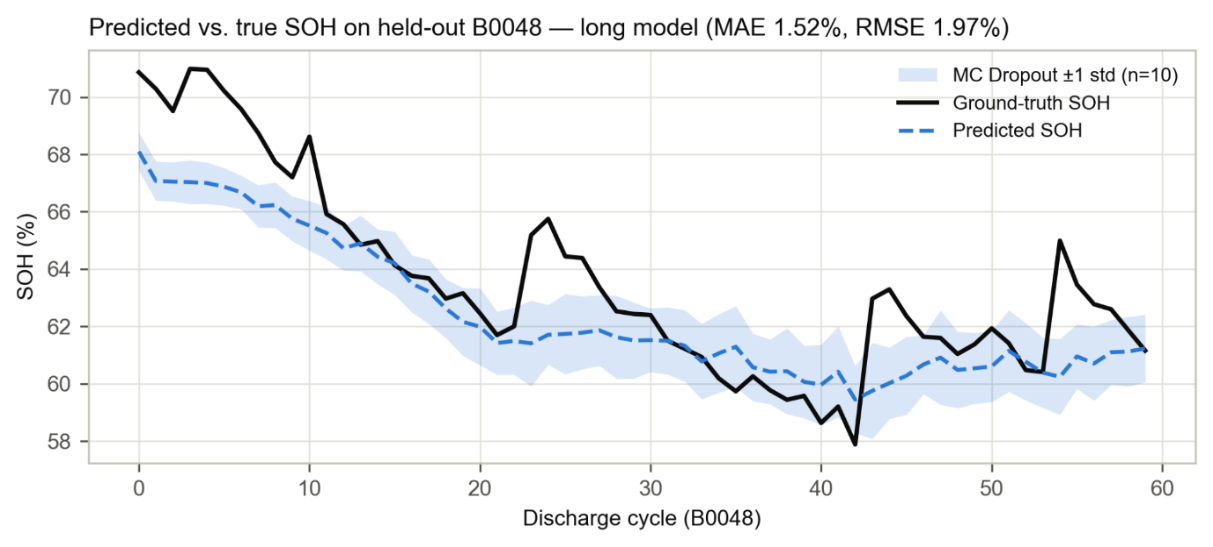 Predicted vs. true SOH on held-out B0048 — long model (MAE 1.52%, RMSE 1.97%)
MC Dropout ±1 std (n=10)
Ground-truth SOH
Predicted SOH
SOH (%)
70
68
66
64
62
60
58
0 10 20 30 40 50 60
Discharge cycle (B0048)